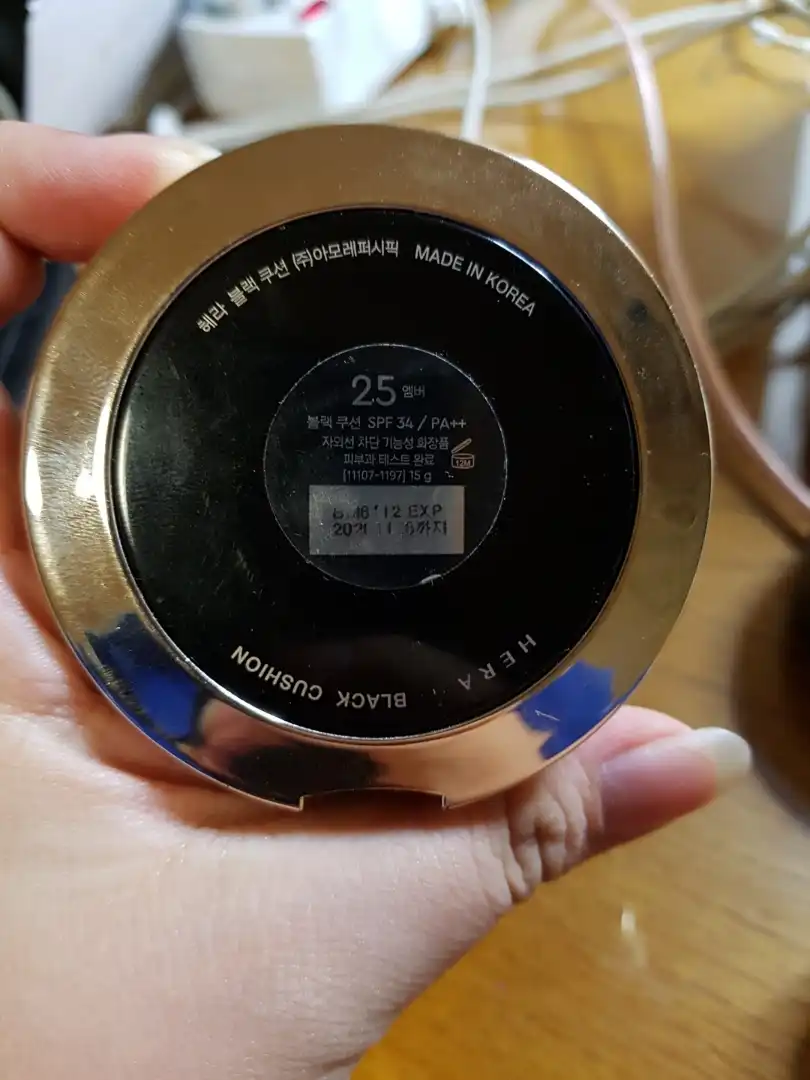 헤라 블랙 쿠션 (주)아모레퍼시픽 MADE IN KOREA
25 엠버
블랙 쿠션 SPF 34 / PA++
자외선 차단 기능성 화장품
피부과 테스트 완료
12M
[11107-1197] 15 g
EXP
까지
HERA BLACK CUSHION